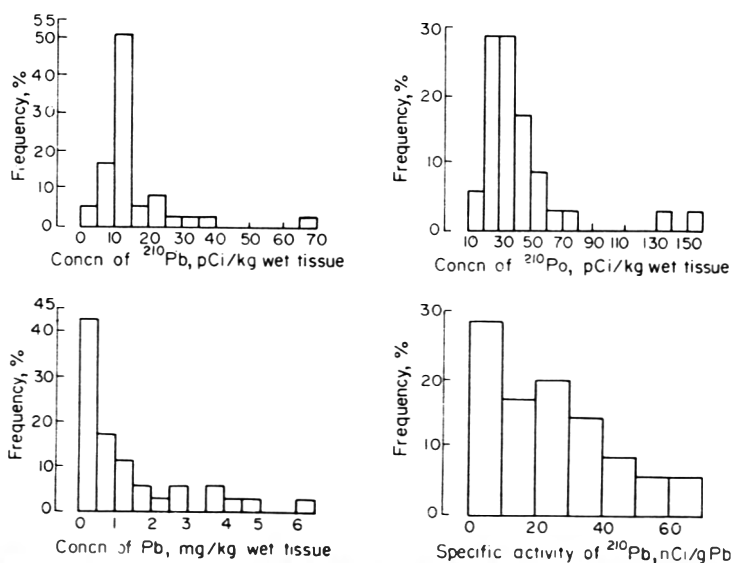 55
50
40
30
20
10
0
Frequency, %
0 10 20 30 40 50 60 70
Concn of ²¹⁰Pb, pCi/kg wet tissue
30
20
10
0
Frequency, %
10 30 50 70 90 110 130 150
Concn of ²¹⁰Po, pCi/kg wet tissue
45
40
30
20
10
0
Frequency, %
0 1 2 3 4 5 6
Concn of Pb, mg/kg wet tissue
30
20
10
0
Frequency, %
0 20 40 60
Specific activity of ²¹⁰Pb, nCi/g Pb